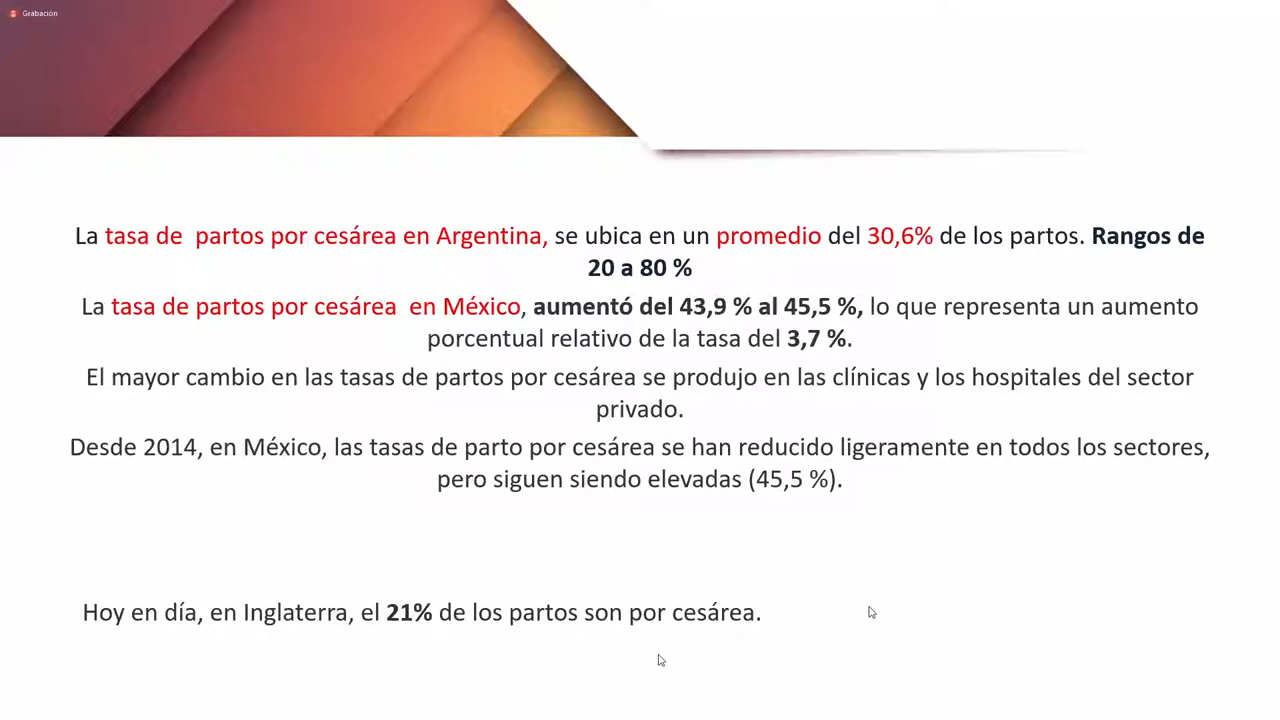 Grabación
La tasa de partos por cesárea en Argentina, se ubica en un promedio del 30,6% de los partos. Rangos de
20 a 80 %
La tasa de partos por cesárea en México, aumentó del 43,9 % al 45,5 %, lo que representa un aumento
porcentual relativo de la tasa del 3,7 %.
El mayor cambio en las tasas de partos por cesárea se produjo en las clínicas y los hospitales del sector
privado.
Desde 2014, en México, las tasas de parto por cesárea se han reducido ligeramente en todos los sectores,
pero siguen siendo elevadas (45,5 %).
Hoy en día, en Inglaterra, el 21% de los partos son por cesárea.